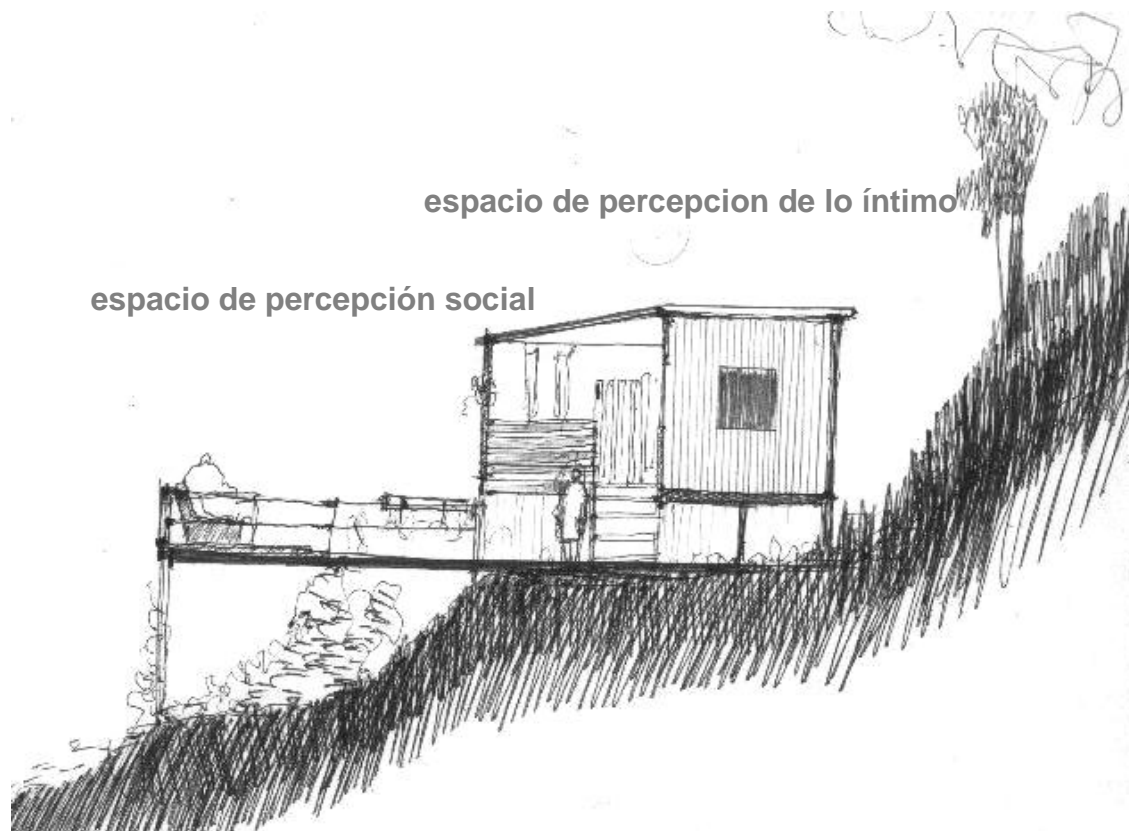 espacio de percepcion de lo íntimo
espacio de percepción social